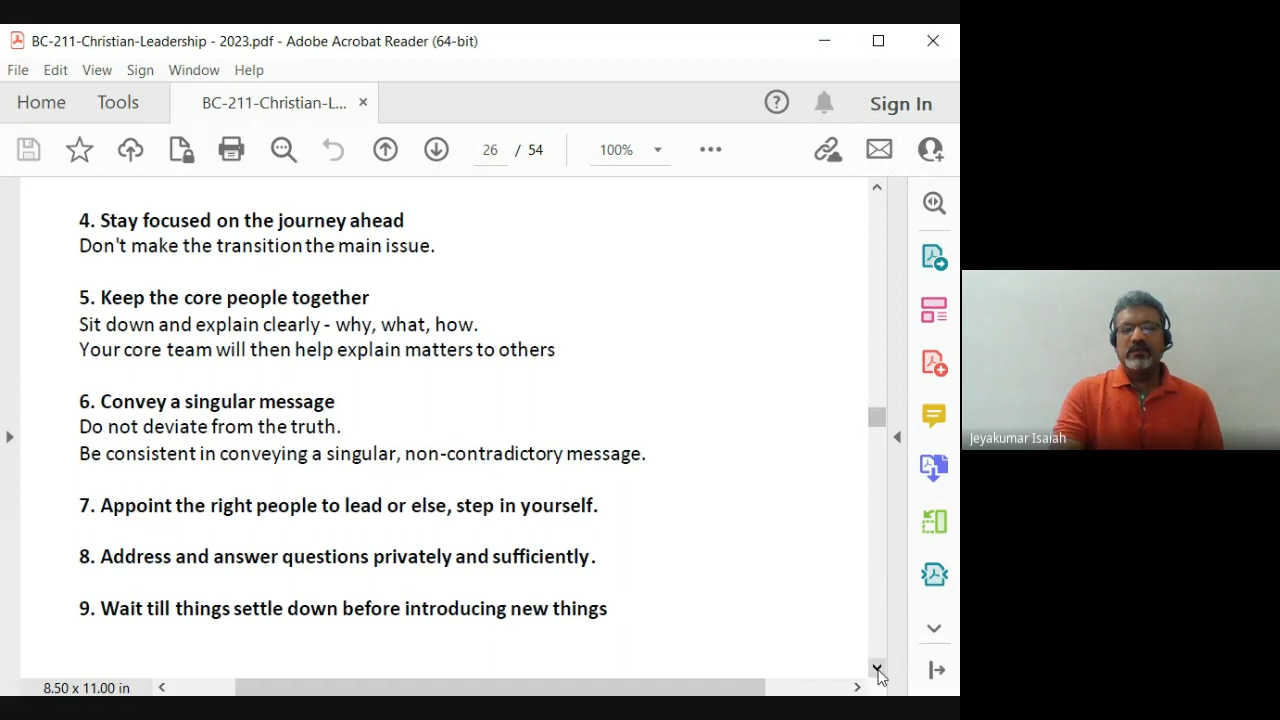 BC-211-Christian-Leadership - 2023.pdf - Adobe Acrobat Reader (64-bit)
File Edit View Sign Window Help
Home Tools BC-211-Christian-L... × Sign In
26 / 54 100%
4. Stay focused on the journey ahead
Don't make the transition the main issue.
5. Keep the core people together
Sit down and explain clearly - why, what, how.
Your core team will then help explain matters to others
6. Convey a singular message
Do not deviate from the truth.
Be consistent in conveying a singular, non-contradictory message.
7. Appoint the right people to lead or else, step in yourself.
8. Address and answer questions privately and sufficiently.
9. Wait till things settle down before introducing new things
8.50 x 11.00 in
Jeyakumar Isaiah